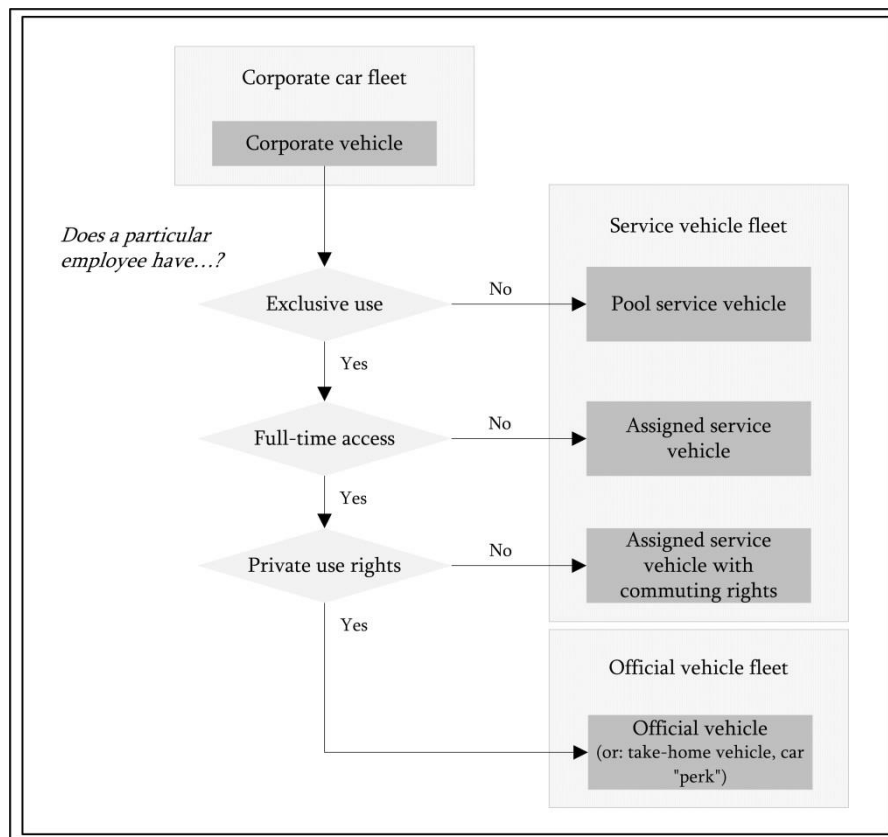 Corporate car fleet
Corporate vehicle
Does a particular
employee have…?
Service vehicle fleet
Exclusive use
No
Pool service vehicle
Yes
Full-time access
No
Assigned service
vehicle
Yes
Private use rights
No
Assigned service
vehicle with
commuting rights
Yes
Official vehicle fleet
Official vehicle
(or: take-home vehicle, car
"perk")